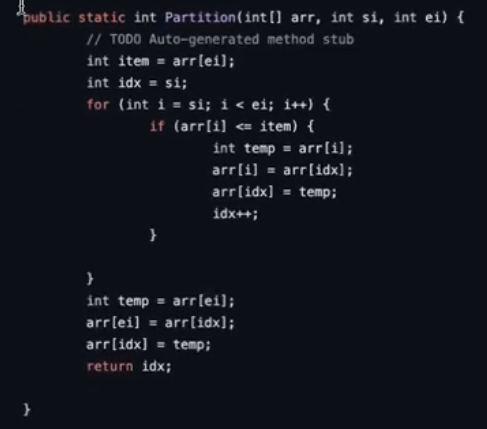 public static int Partition(int[] arr, int si, int ei) {
// TODO Auto-generated method stub
int item = arr[ei];
int idx = si;
for (int i = si; i < ei; i++) {
if (arr[i] <= item) {
int temp = arr[i];
arr[i] = arr[idx];
arr[idx] = temp;
idx++;
}
}
int temp = arr[ei];
arr[ei] = arr[idx];
arr[idx] = temp;
return idx;
}